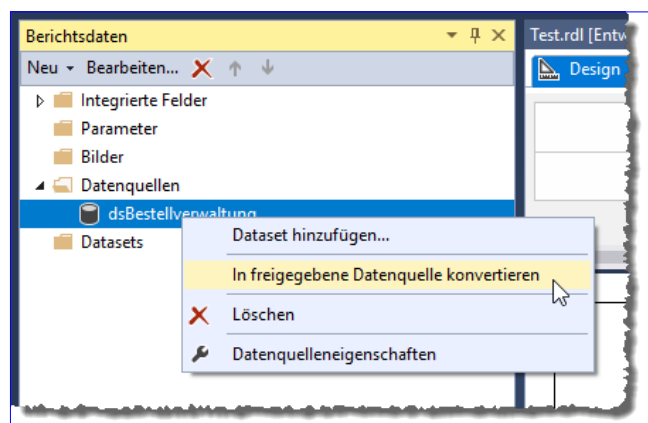 Berichtsdaten
Test.rdl [Entw
Neu Bearbeiten...
Design
Integrierte Felder
Parameter
Bilder
Datenquellen
dsBestellverwaltung
Datasets
Dataset hinzufügen...
In freigegebene Datenquelle konvertieren
Löschen
Datenquelleneigenschaften